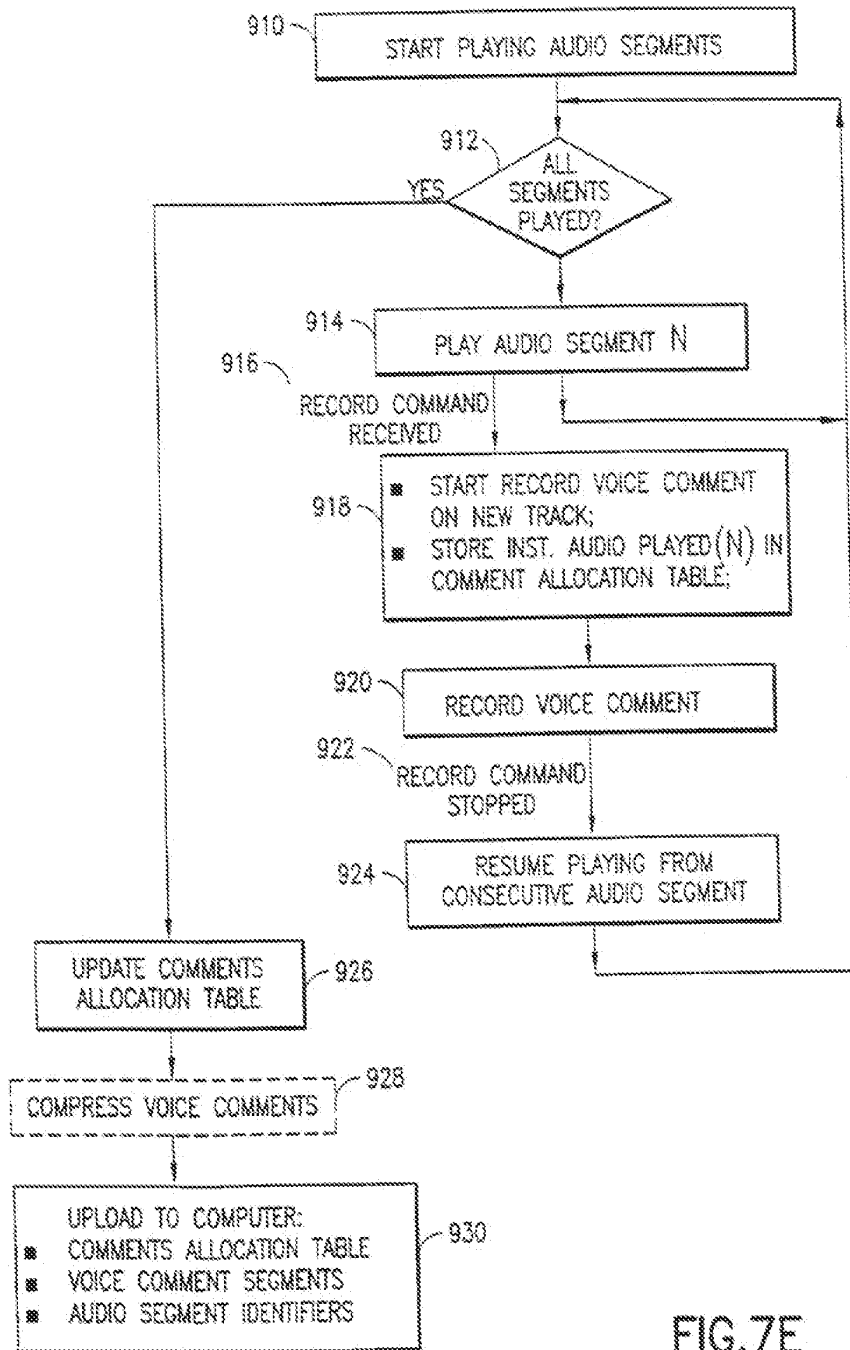 910
START PLAYING AUDIO SEGMENTS
912
ALL
SEGMENTS
PLAYED?
YES
914
PLAY AUDIO SEGMENT N
916
RECORD COMMAND
RECEIVED
918
■ START RECORD VOICE COMMENT
ON NEW TRACK;
■ STORE INST. AUDIO PLAYED(N) IN
COMMENT ALLOCATION TABLE;
920
RECORD VOICE COMMENT
922
RECORD COMMAND
STOPPED
924
RESUME PLAYING FROM
CONSECUTIVE AUDIO SEGMENT
UPDATE COMMENTS
ALLOCATION TABLE
926
COMPRESS VOICE COMMENTS
928
UPLOAD TO COMPUTER:
■ COMMENTS ALLOCATION TABLE
■ VOICE COMMENT SEGMENTS
■ AUDIO SEGMENT IDENTIFIERS
930
FIG.7E